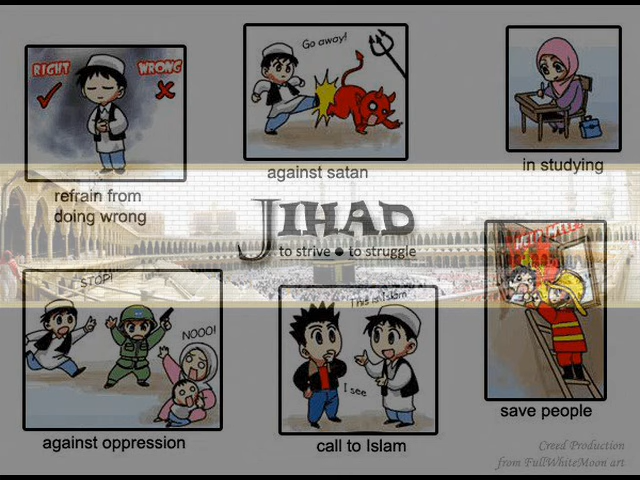 RIGHT WRONG
refrain from
doing wrong
Go away!
against satan
in studying
JIHAD
to strive ● to struggle
STOP!
NOOO!
against oppression
This is Islam
I see
call to Islam
HELP
save people
Creed Production
from FullWhiteMoon art